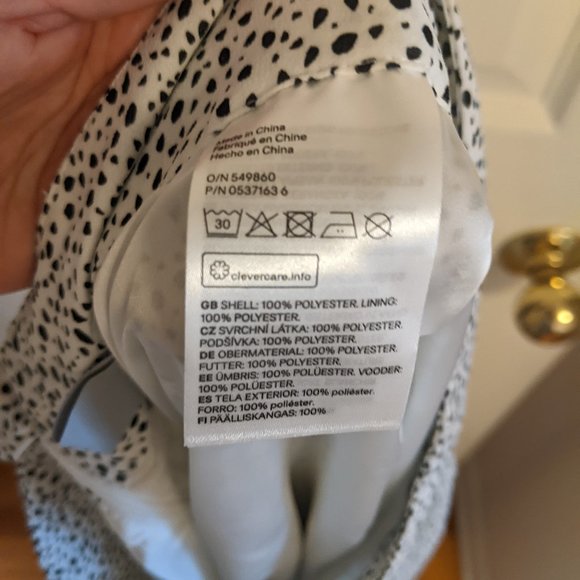 Made in China
Fabriqué en Chine
Hecho en China
O/N 549860
P/N 0537163 6
30
clevercare.info
GB SHELL: 100% POLYESTER. LINING:
100% POLYESTER.
CZ SVRCHNÍ LÁTKA: 100% POLYESTER.
PODŠÍVKA: 100% POLYESTER.
DE OBERMATERIAL: 100% POLYESTER.
FUTTER: 100% POLYESTER.
EE ÜMBRIS: 100% POLÜESTER. VOODER:
100% POLÜESTER.
ES TELA EXTERIOR: 100% poliéster.
FORRO: 100% poliéster.
FI PÄÄLLISKANGAS: 100%